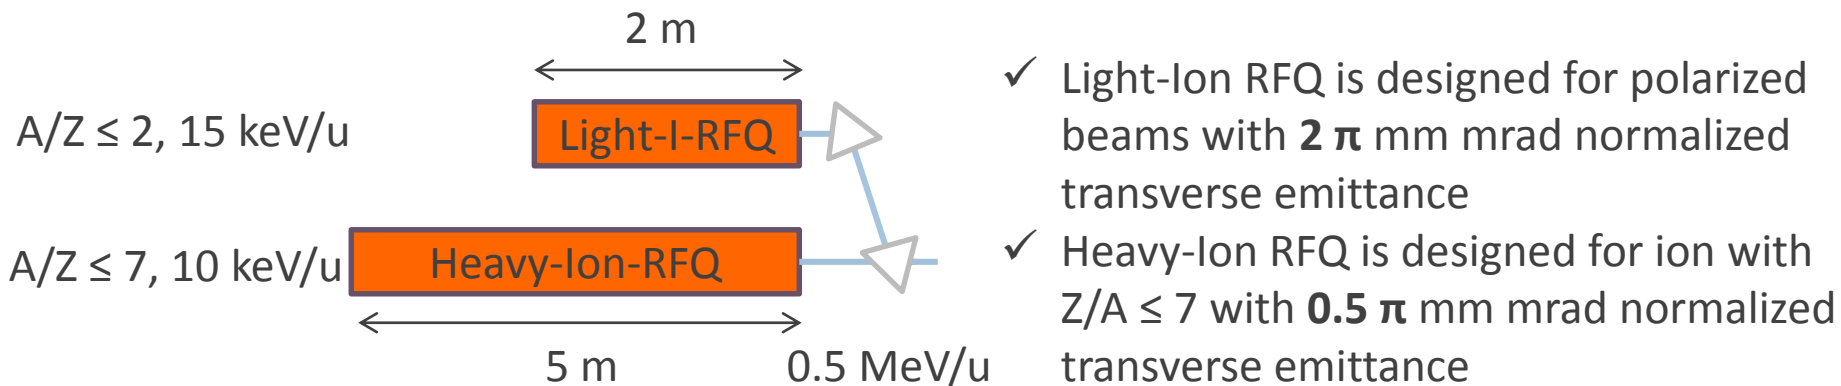 2 m
A/Z ≤ 2, 15 keV/u
Light-I-RFQ
A/Z ≤ 7, 10 keV/u
Heavy-Ion-RFQ
5 m
0.5 MeV/u
✓ Light-Ion RFQ is designed for polarized
beams with 2 π mm mrad normalized
transverse emittance
✓ Heavy-Ion RFQ is designed for ion with
Z/A ≤ 7 with 0.5 π mm mrad normalized
transverse emittance